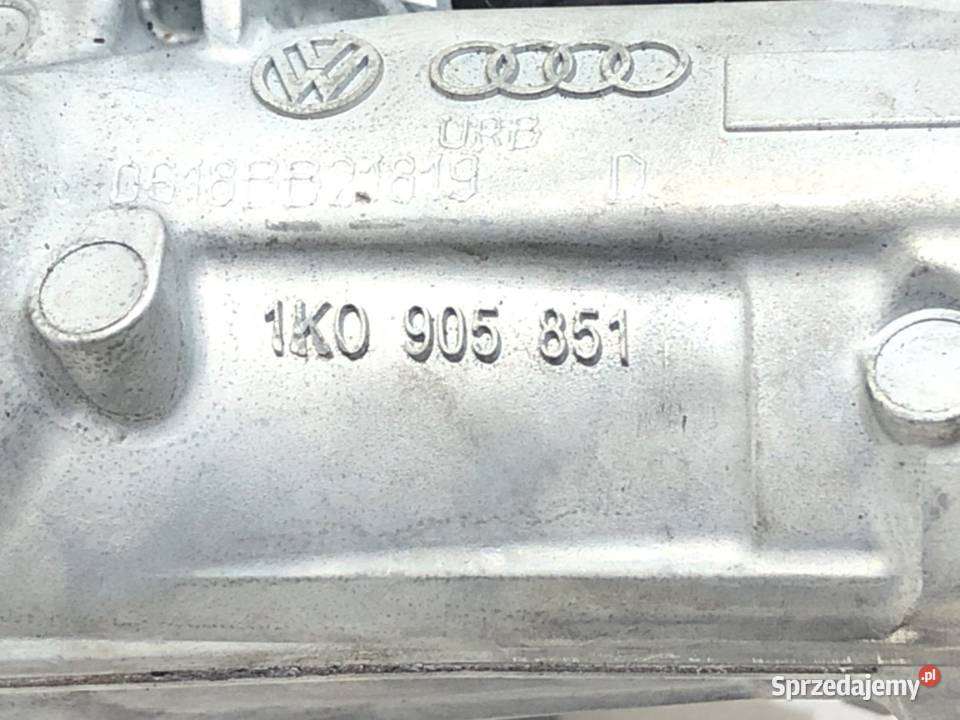 URB
0618BB21819 D
1K0 905 851
Sprzedajemy.pl